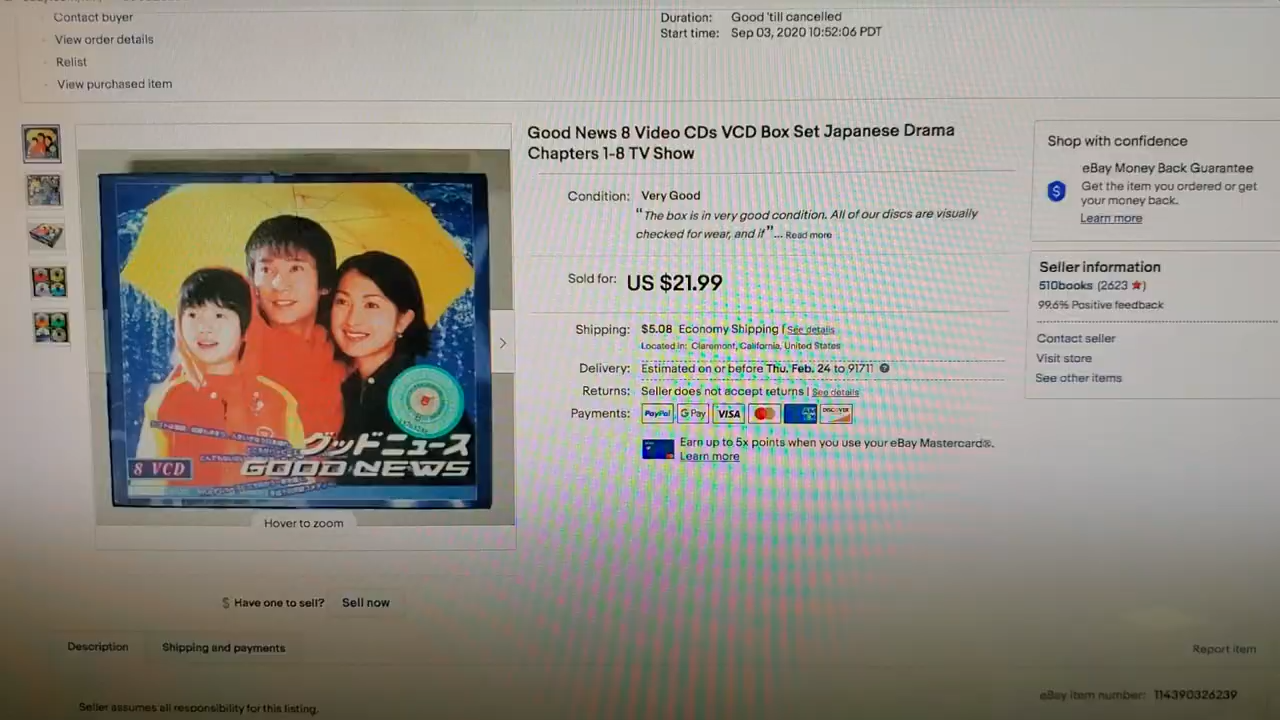 Contact buyer
View order details
Relist
View purchased item
Duration: Good 'till cancelled
Start time: Sep 03, 2020 10:52:06 PDT
Good News 8 Video CDs VCD Box Set Japanese Drama
Chapters 1-8 TV Show
Condition: Very Good
“The box is in very good condition. All of our discs are visually
checked for wear, and if”... Read more
Sold for: US $21.99
Shipping: $5.08 Economy Shipping | See details
Located in: Claremont, California, United States
Delivery: Estimated on or before Thu. Feb. 24 to 91711
Returns: Seller does not accept returns | See details
Payments: PayPal G Pay VISA DISCOVER
Earn up to 5x points when you use your eBay Mastercard®.
Learn more
Shop with confidence
eBay Money Back Guarantee
Get the item you ordered or get
your money back.
Learn more
Seller information
510books (2623 ★)
99.6% Positive feedback
Contact seller
Visit store
See other items
グッドニュース
8 VCD
GOOD NEWS
Hover to zoom
$ Have one to sell? Sell now
Description
Shipping and payments
Report item
eBay item number: 114390326239
Seller assumes all responsibility for this listing.